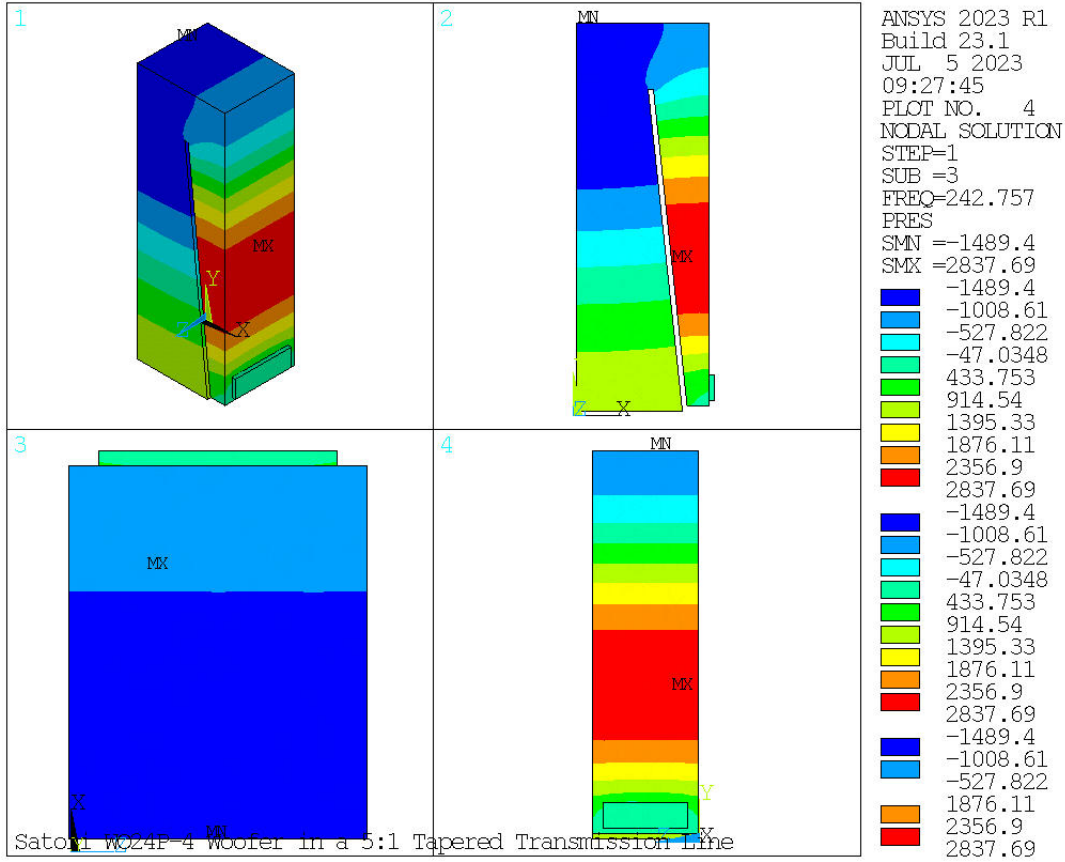 1
MN
MX
Y
Z
X
2
MN
MX
Z
X
3
MX
X
MN
4
MN
MX
Y
X
Satori WO24P-4 Woofer in a 5:1 Tapered Transmission Line
ANSYS 2023 R1
Build 23.1
JUL 5 2023
09:27:45
PLOT NO. 4
NODAL SOLUTION
STEP=1
SUB =3
FREQ=242.757
PRES
SMN =-1489.4
SMX =2837.69
-1489.4
-1008.61
-527.822
-47.0348
433.753
914.54
1395.33
1876.11
2356.9
2837.69
-1489.4
-1008.61
-527.822
-47.0348
433.753
914.54
1395.33
1876.11
2356.9
2837.69
-1489.4
-1008.61
-527.822
1876.11
2356.9
2837.69